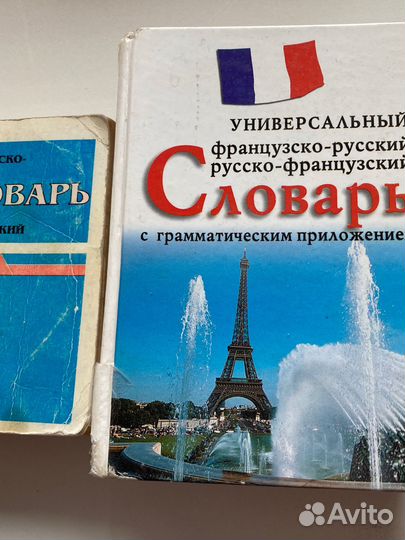 СКО-
ОВАРЬ
КИЙ
УНИВЕРСАЛЬНЫЙ
французско-русский
русско-французский
Словарь
с грамматическим приложение
Avito